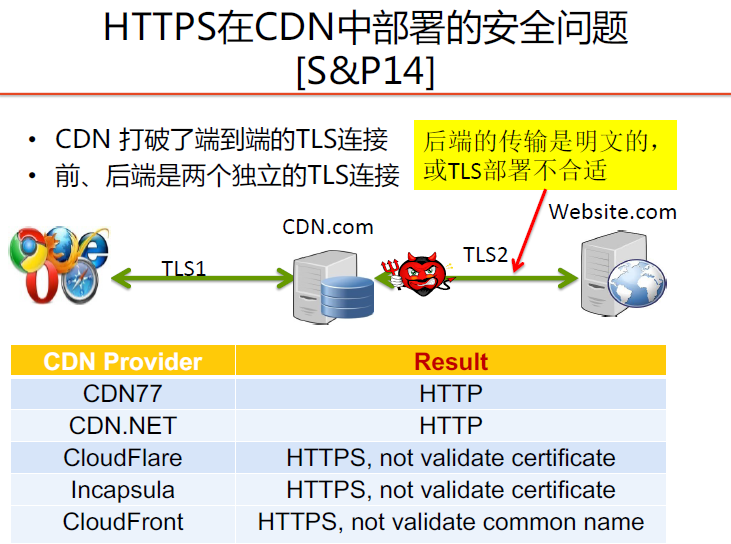 HTTPS在CDN中部署的安全问题
[S&P14]
• CDN 打破了端到端的TLS连接
• 前、后端是两个独立的TLS连接
后端的传输是明文的，
或TLS部署不合适
CDN.com
Website.com
TLS1
TLS2
CDN Provider Result
CDN77 HTTP
CDN.NET HTTP
CloudFlare HTTPS, not validate certificate
Incapsula HTTPS, not validate certificate
CloudFront HTTPS, not validate common name